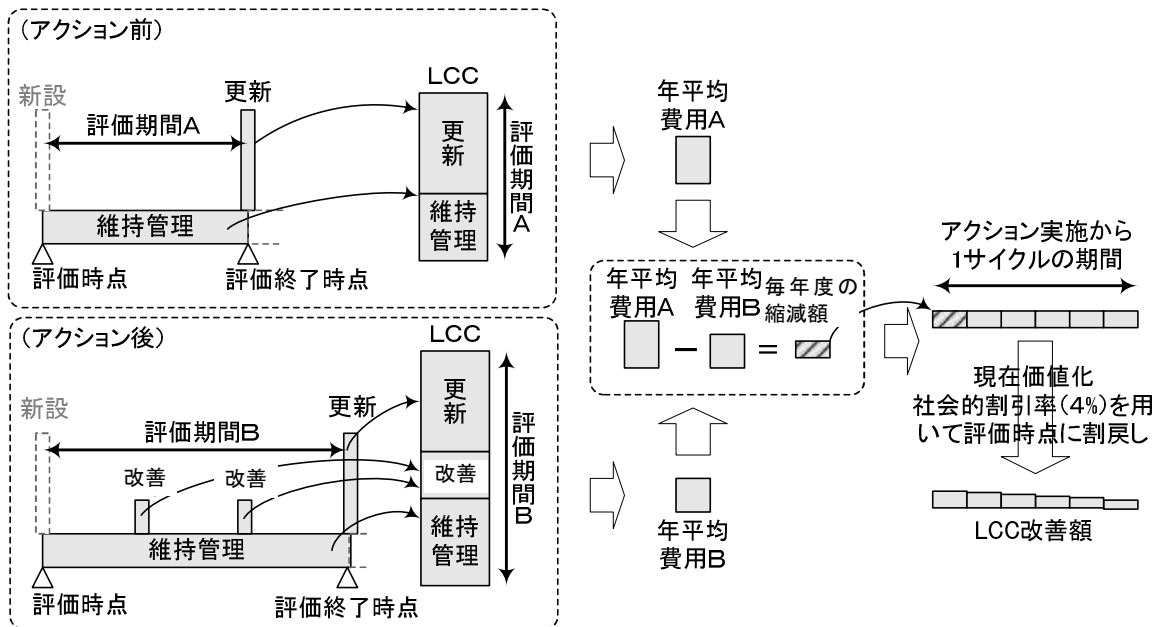 （アクション前）
LCC
新設
更新
評価期間Ａ
更新
維持
管理
評価期間Ａ
維持管理
評価時点
評価終了時点
（アクション後）
LCC
新設
更新
評価期間Ｂ
改善
改善
更新
改善
維持
管理
評価期間Ｂ
維持管理
評価時点
評価終了時点
年平均
費用Ａ
年平均
費用Ａ
年平均
費用Ｂ
毎年度の
縮減額
－
＝
年平均
費用Ｂ
アクション実施から
1サイクルの期間
現在価値化
社会的割引率（4%）を用
いて評価時点に割戻し
LCC改善額